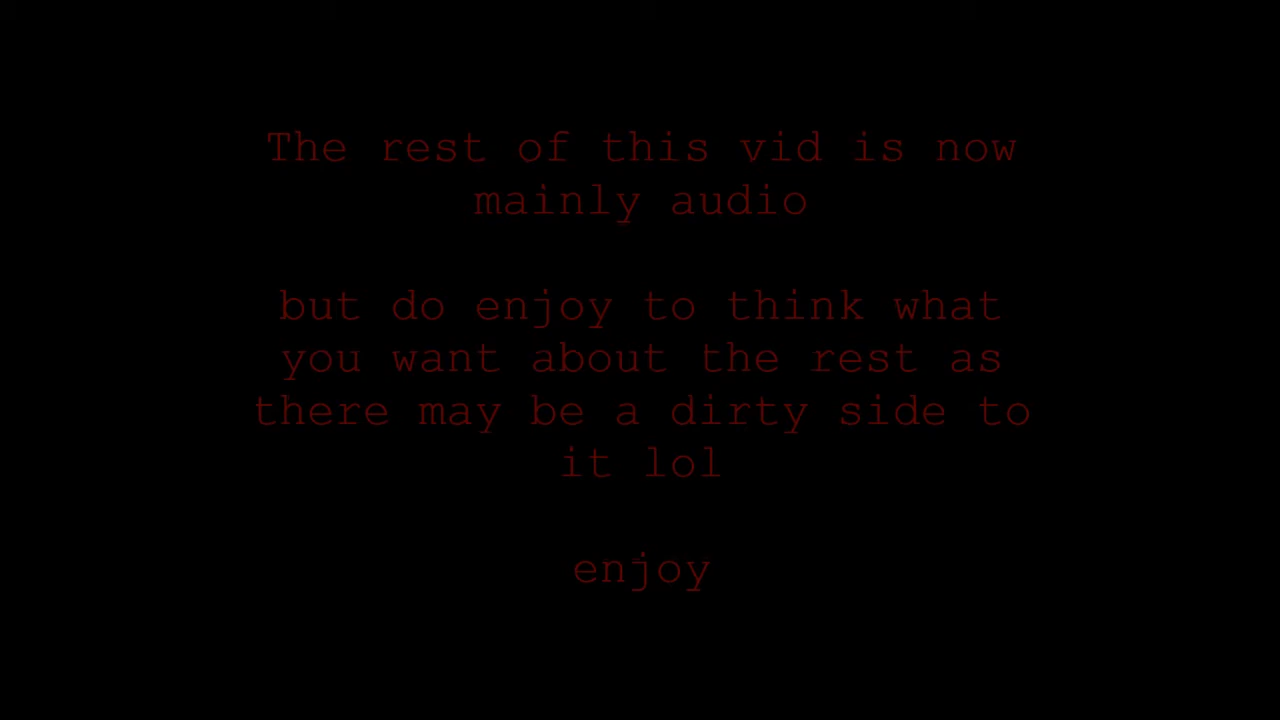 The rest of this vid is now
mainly audio
but do enjoy to think what
you want about the rest as
there may be a dirty side to
it lol
enjoy